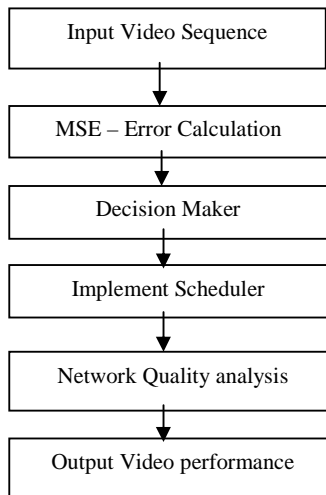 Input Video Sequence
MSE – Error Calculation
Decision Maker
Implement Scheduler
Network Quality analysis
Output Video performance